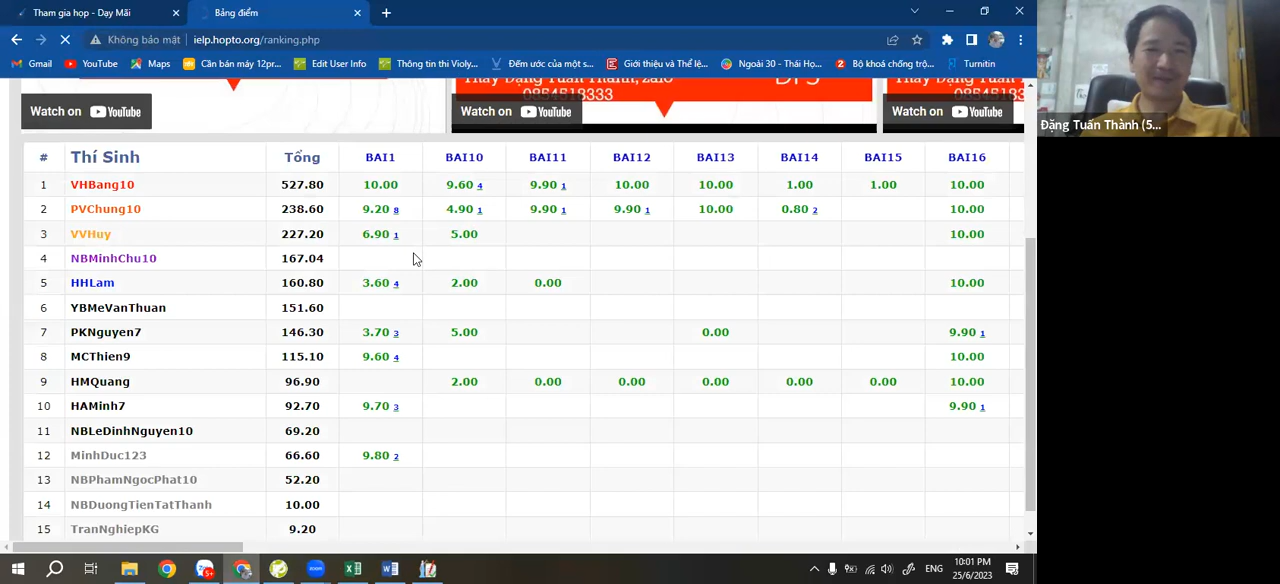 Tham gia họp - Dạy Mãi
Bảng điểm
Không bảo mật
ielp.hopto.org/ranking.php
Gmail YouTube Maps Cần bán máy 12pr... Edit User Info Thông tin thi Violy... Đếm ước của một s... Giới thiệu và Thể lệ... Ngoài 30 - Thái Họ... Bộ khoá chống trộ... Turnitin
Thầy Đặng Tuấn Thành, zalo
0854518333
Watch on YouTube Watch on YouTube Watch on YouTube
# Thí Sinh Tổng BAI1 BAI10 BAI11 BAI12 BAI13 BAI14 BAI15 BAI16
1 VHBang10 527.80 10.00 9.60 4 9.90 1 10.00 10.00 1.00 1.00 10.00
2 PVChung10 238.60 9.20 8 4.90 1 9.90 1 9.90 1 10.00 0.80 2 10.00
3 VVHuy 227.20 6.90 1 5.00 10.00
4 NBMinhChu10 167.04
5 HHLam 160.80 3.60 4 2.00 0.00 10.00
6 YBMeVanThuan 151.60
7 PKNguyen7 146.30 3.70 3 5.00 0.00 9.90 1
8 MCThien9 115.10 9.60 4 10.00
9 HMQuang 96.90 2.00 0.00 0.00 0.00 0.00 0.00 10.00
10 HAMinh7 92.70 9.70 3 9.90 1
11 NBLeDinhNguyen10 69.20
12 MinhDuc123 66.60 9.80 2
13 NBPhamNgocPhat10 52.20
14 NBDuongTienTatThanh 10.00
15 TranNghiepKG 9.20
Đặng Tuấn Thành (5...
ENG
10:01 PM
25/6/2023